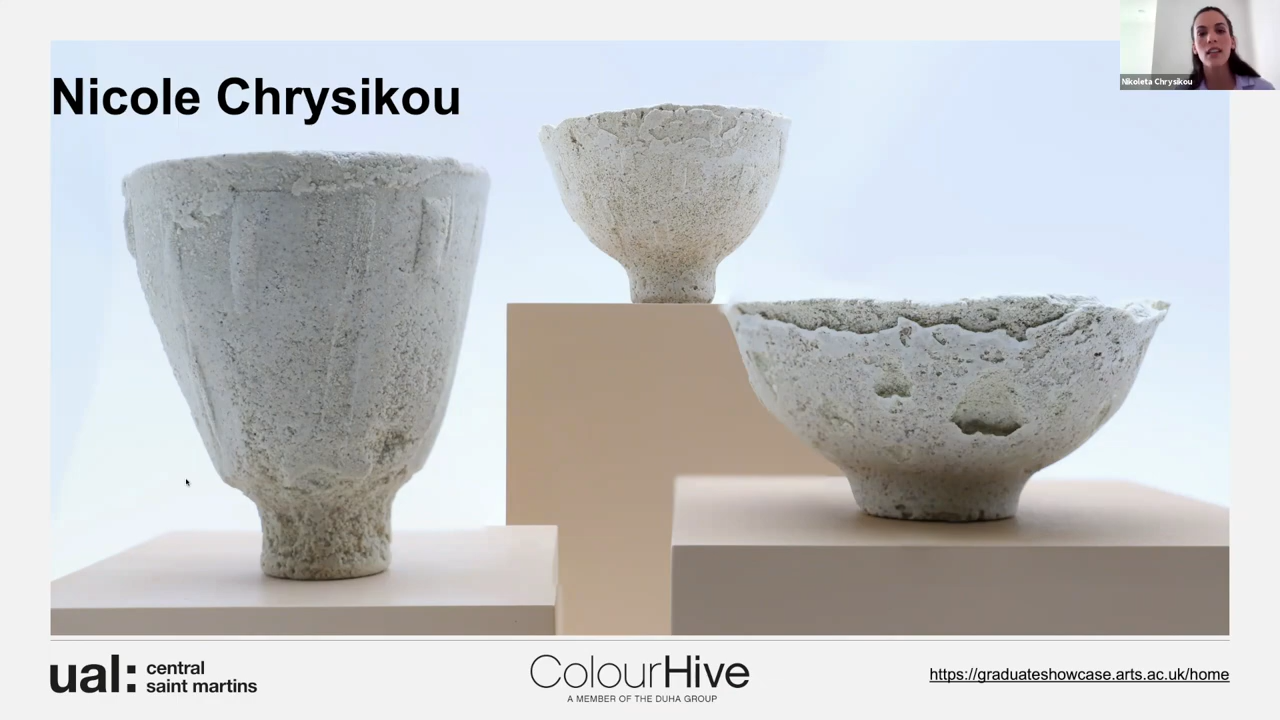 Nicole Chrysikou
Nikoleta Chrysikou
ual: central
saint martins
ColourHive
A MEMBER OF THE DUHA GROUP
https://graduateshowcase.arts.ac.uk/home